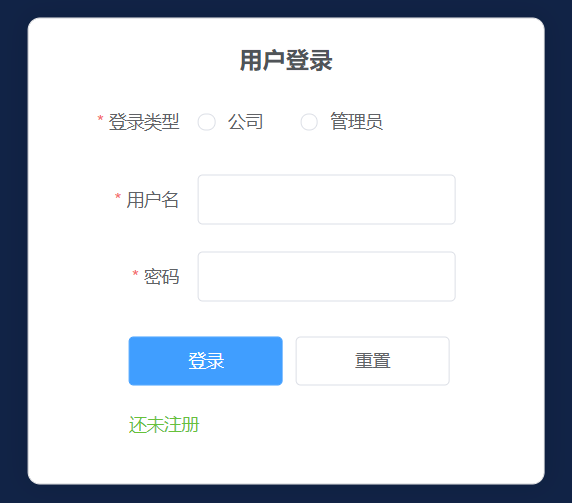 用户登录
* 登录类型 公司 管理员
* 用户名
* 密码
登录 重置
还未注册